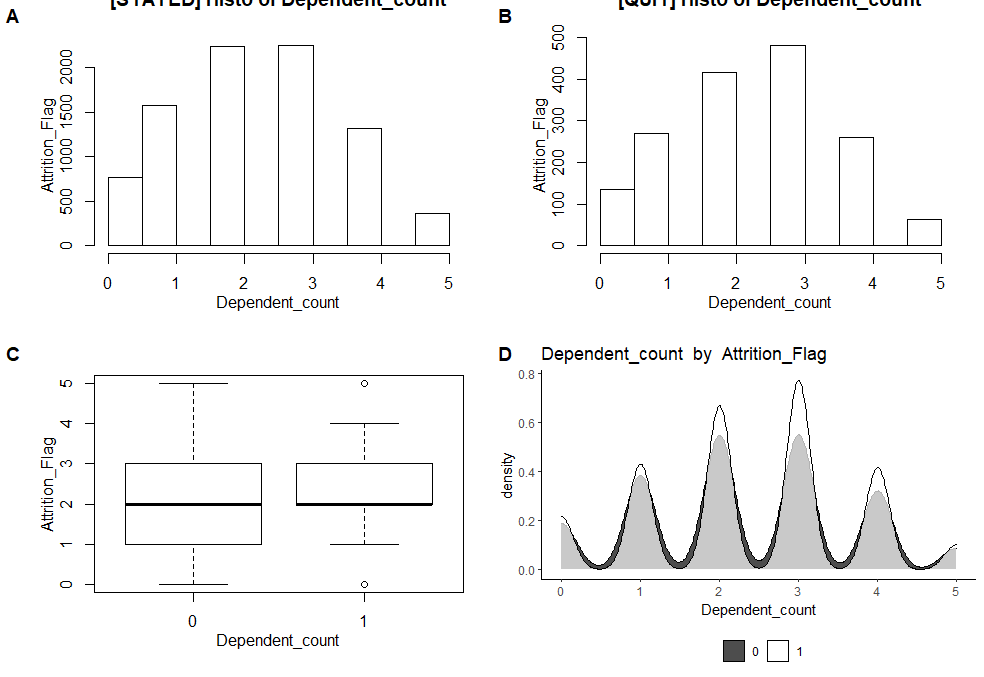 A
[STAYED] Histo of Dependent_count
Attrition_Flag
2000
1500
1000
500
0
0 1 2 3 4 5
Dependent_count
B
[QUIT] Histo of Dependent_count
Attrition_Flag
500
400
300
200
100
0
0 1 2 3 4 5
Dependent_count
C
Attrition_Flag
5
4
3
2
1
0
0 1
Dependent_count
D
Dependent_count by Attrition_Flag
density
0.8
0.6
0.4
0.2
0.0
0 1 2 3 4 5
Dependent_count
0 1